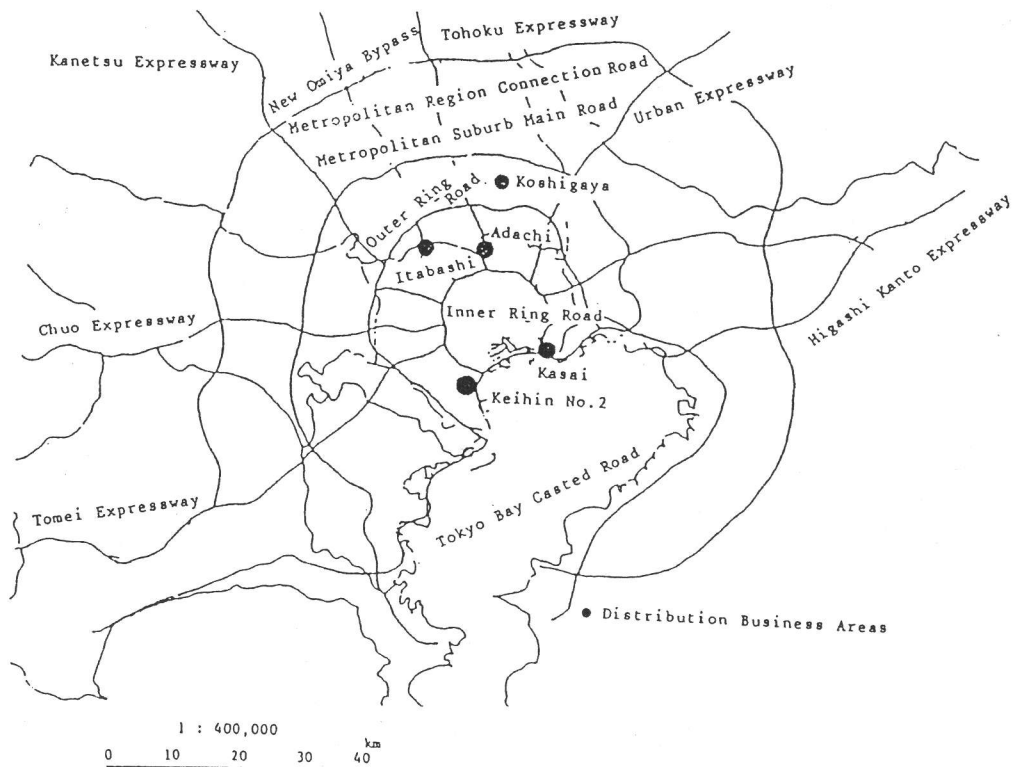 Tohoku Expressway
New Omiya Bypass
Kanetsu Expressway
Metropolitan Region Connection Road
Urban Expressway
Metropolitan Suburb Main Road
Koshigaya
Outer Ring Road
Adachi
Itabashi
Higashi Kanto Expressway
Inner Ring Road
Chuo Expressway
Kasai
Keihin No.2
Tokyo Bay Casted Road
Tomei Expressway
Distribution Business Areas
1 : 400,000
km
0 10 20 30 40